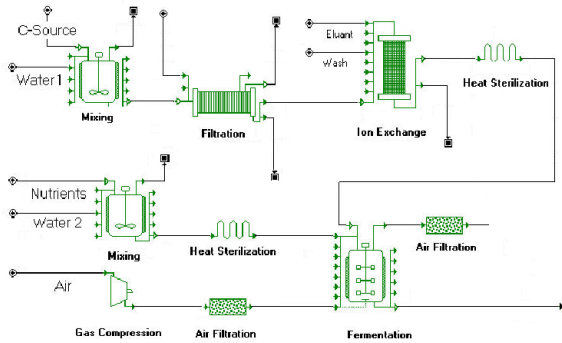 C-Source
Water 1
Mixing
Filtration
Eluant
Wash
Ion Exchange
Heat Sterilization
Nutrients
Water 2
Mixing
Heat Sterilization
Air Filtration
Air
Gas Compression
Air Filtration
Fermentation